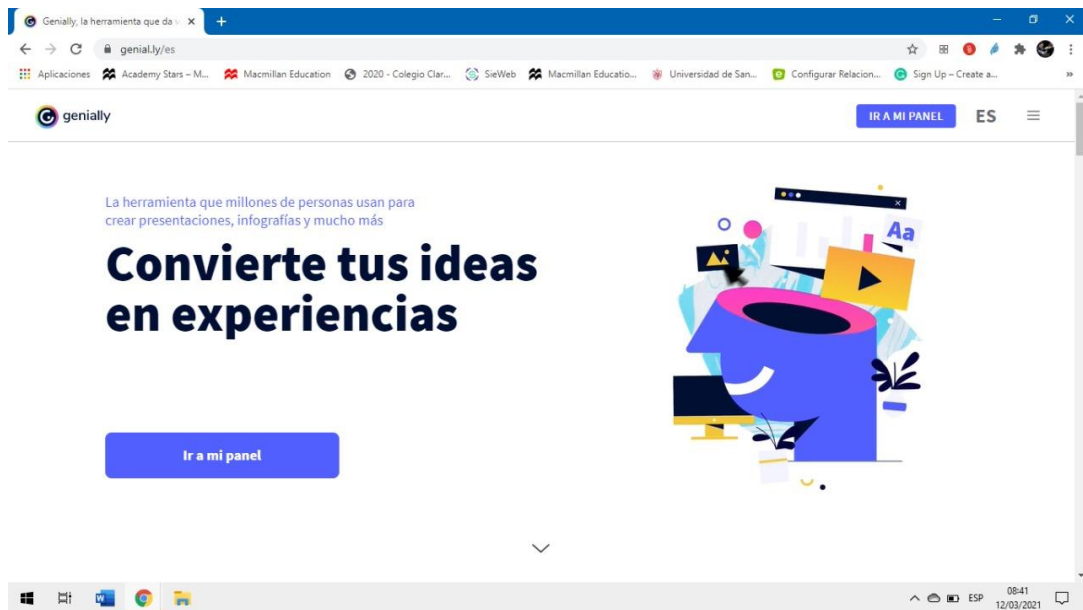 Genially, la herramienta que da v
genial.ly/es
Aplicaciones Academy Stars – M... Macmillan Education 2020 - Colegio Clar... SieWeb Macmillan Educatio... Universidad de San... Configurar Relacion... Sign Up – Create a...
genially IR A MI PANEL ES
La herramienta que millones de personas usan para
crear presentaciones, infografías y mucho más
Convierte tus ideas
en experiencias
Aa
Ir a mi panel
ESP
08:41
12/03/2021